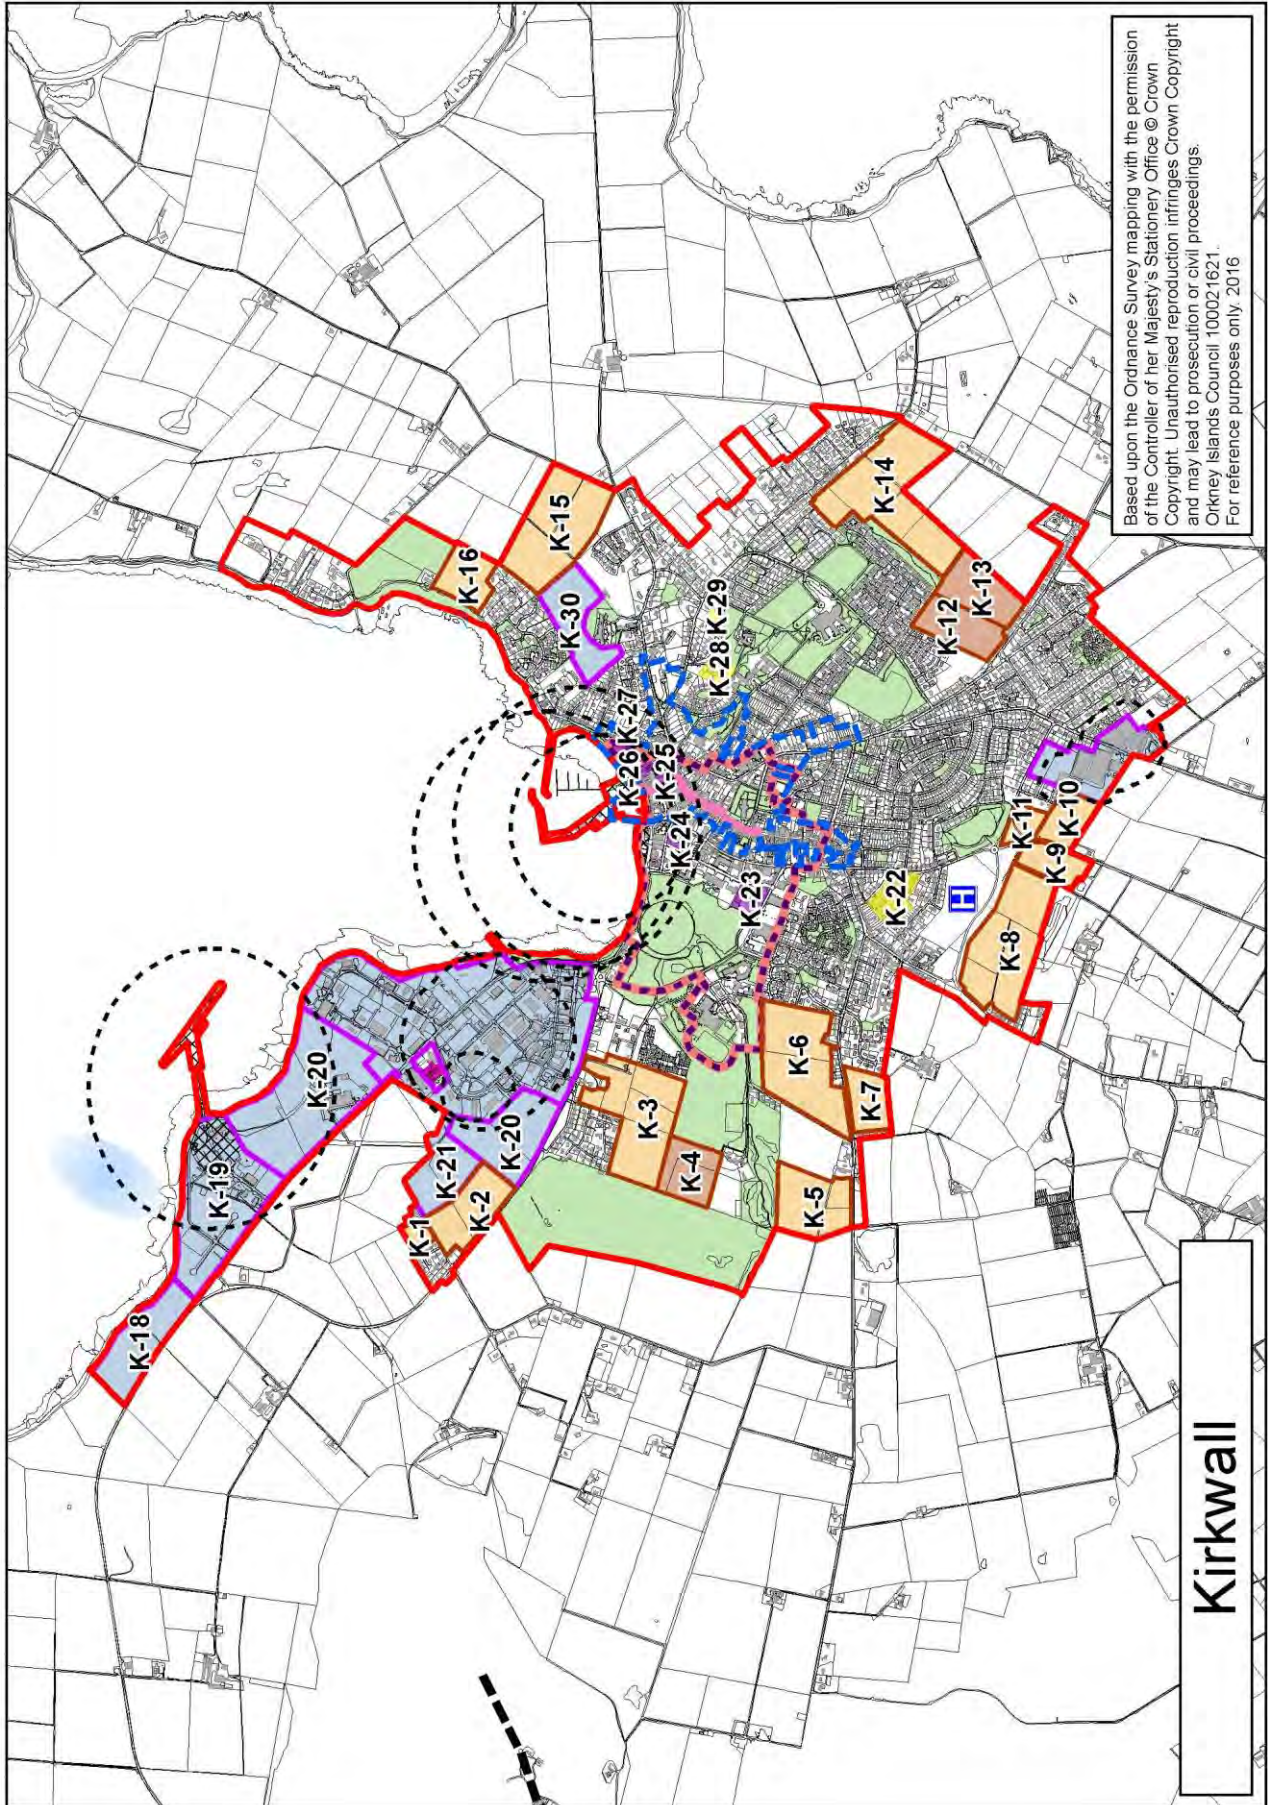 K-18
K-19
K-20
K-1
K-21
K-2
K-20
K-3
K-4
K-5
K-6
K-7
K-16
K-15
K-30
K-27
K-26
K-25
K-24
K-28
K-29
K-23
K-22
H
K-14
K-13
K-12
K-11
K-10
K-9
K-8
Kirkwall
Based upon the Ordnance Survey mapping with the permission
of the Controller of her Majesty's Stationery Office © Crown
Copyright. Unauthorised reproduction infringes Crown Copyright
and may lead to prosecution or civil proceedings.
Orkney Islands Council 100021621.
For reference purposes only. 2016